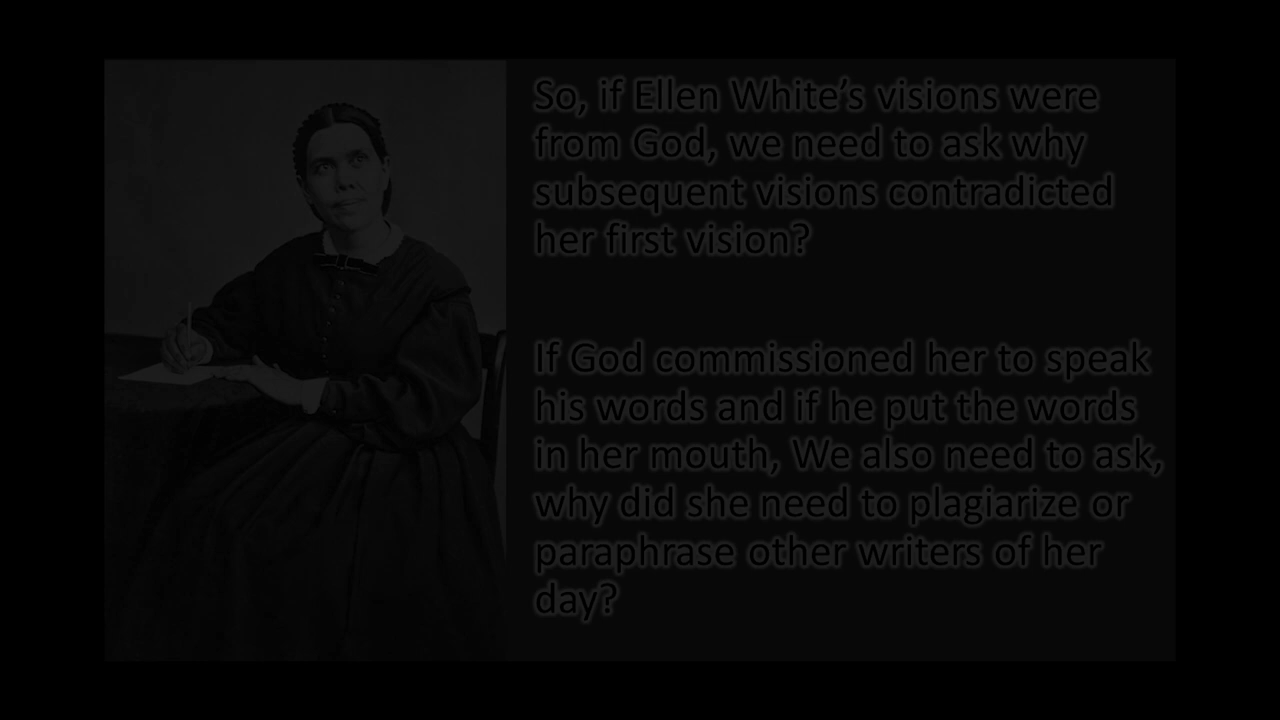 So, if Ellen White’s visions were
from God, we need to ask why
subsequent visions contradicted
her first vision?
If God commissioned her to speak
his words and if he put the words
in her mouth, We also need to ask,
why did she need to plagiarize or
paraphrase other writers of her
day?